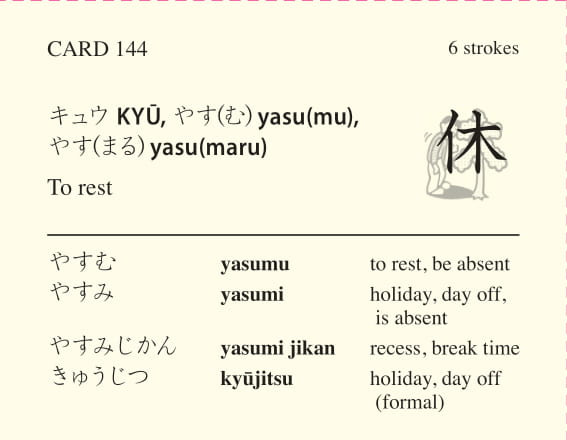 CARD 144
6 strokes
キュウ KYŪ, やす(む) yasu(mu),
やす(まる) yasu(maru)
To rest
休
やすむ yasumu to rest, be absent
やすみ yasumi holiday, day off,
is absent
やすみじかん yasumi jikan recess, break time
きゅうじつ kyūjitsu holiday, day off
(formal)